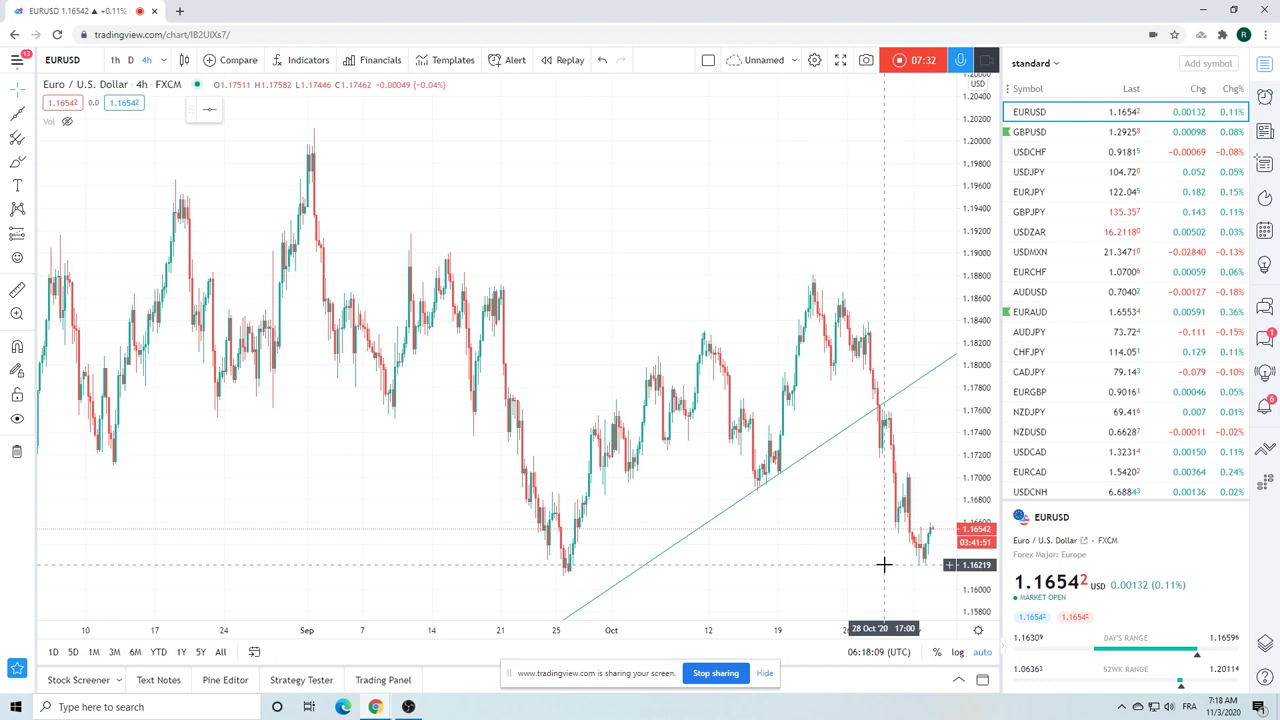 EURUSD 1.16542 ▲ +0.11%
tradingview.com/chart/IB2UIXs7/
13
EURUSD
1h D 4h
Compare
Indicators
Financials
Templates
Alert
Replay
Unnamed
07:32
Euro / U.S. Dollar · 4h · FXCM
C1.17462 −0.00049 (−0.04%)
1.16542 0.0 1.16542
Vol
USD
1.20400
1.20200
1.20000
1.19800
1.19600
1.19400
1.19200
1.19000
1.18800
1.18600
1.18400
1.18200
1.18000
1.17800
1.17600
1.17400
1.17200
1.17000
1.16800
1.16542
03:41:51
1.16219
1.16000
1.15800
10 17 24 Sep 7 14 21 25 Oct 12 19 28 Oct '20 17:00
1D 5D 1M 3M 6M YTD 1Y 5Y All
06:18:09 (UTC) % log auto
Stock Screener Text Notes Pine Editor Strategy Tester Trading Panel
www.tradingview.com is sharing your screen. Stop sharing Hide
standard
Add symbol
Symbol Last Chg Chg%
EURUSD 1.16542 0.00132 0.11%
GBPUSD 1.29258 0.00098 0.08%
USDCHF 0.91815 −0.00069 −0.08%
USDJPY 104.720 0.052 0.05%
EURJPY 122.045 0.182 0.15%
GBPJPY 135.357 0.143 0.11%
USDZAR 16.21180 0.00502 0.03%
USDMXN 21.34710 −0.02840 −0.13%
EURCHF 1.07006 0.00059 0.06%
AUDUSD 0.70402 −0.00127 −0.18%
EURAUD 1.65534 0.00591 0.36%
AUDJPY 73.724 −0.111 −0.15%
CHFJPY 114.051 0.129 0.11%
CADJPY 79.143 −0.079 −0.10%
EURGBP 0.90161 0.00046 0.05%
NZDJPY 69.416 0.007 0.01%
NZDUSD 0.66287 −0.00011 −0.02%
USDCAD 1.32314 0.00150 0.11%
EURCAD 1.54202 0.00364 0.24%
USDCNH 6.68843 0.00136 0.02%
EURUSD
Euro / U.S. Dollar · FXCM
Forex Major: Europe
1.16542 USD 0.00132 (0.11%)
MARKET OPEN
1.16542 1.16542
1.16309 DAY'S RANGE 1.16596
1.06363 52WK RANGE 1.20114
1
6
R
Type here to search
FRA
7:18 AM
11/3/2020
1